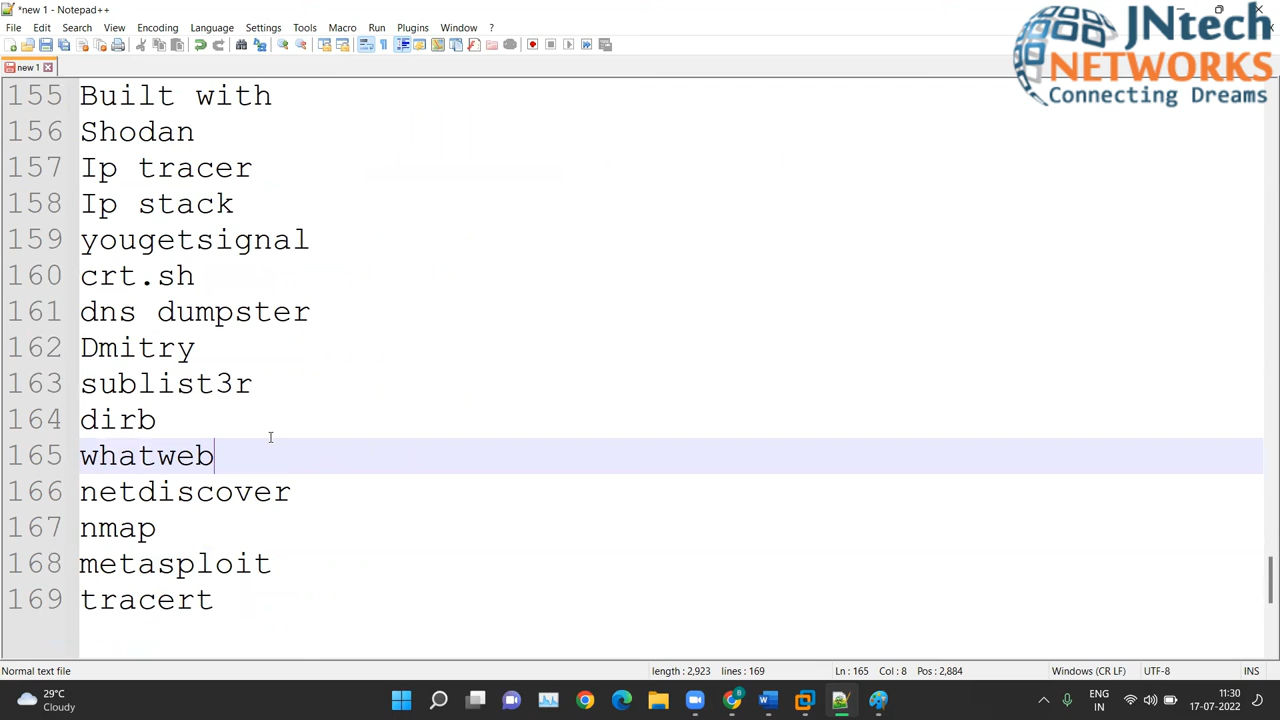 *new 1 - Notepad++
File Edit Search View Encoding Language Settings Tools Macro Run Plugins Window ?
new 1
JNtech
NETWORKS
Connecting Dreams
155 Built with
156 Shodan
157 Ip tracer
158 Ip stack
159 yougetsignal
160 crt.sh
161 dns dumpster
162 Dmitry
163 sublist3r
164 dirb
165 whatweb
166 netdiscover
167 nmap
168 metasploit
169 tracert
Normal text file length : 2,923 lines : 169 Ln : 165 Col : 8 Pos : 2,884 Windows (CR LF) UTF-8 INS
29°C
Cloudy
ENG
IN
11:30
17-07-2022